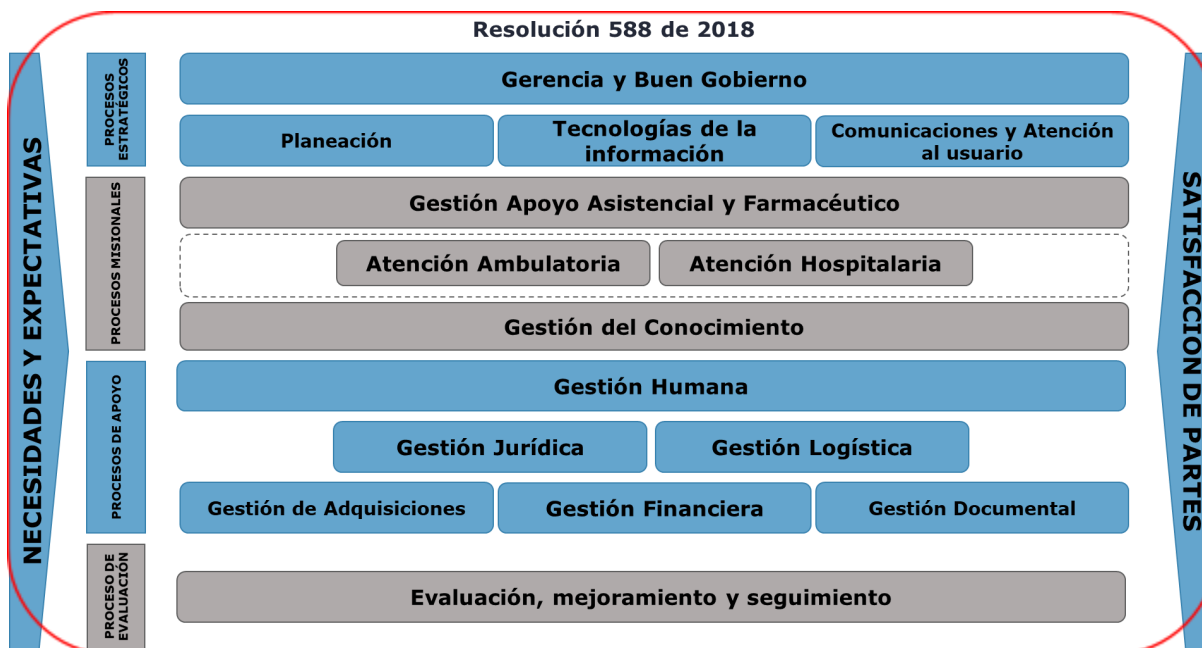 Resolución 588 de 2018
NECESIDADES Y EXPECTATIVAS
PROCESOS
ESTRATÉGICOS
Gerencia y Buen Gobierno
Planeación
Tecnologías de la
información
Comunicaciones y Atención
al usuario
PROCESOS MISIONALES
Gestión Apoyo Asistencial y Farmacéutico
Atención Ambulatoria
Atención Hospitalaria
Gestión del Conocimiento
PROCESOS DE APOYO
Gestión Humana
Gestión Jurídica
Gestión Logística
Gestión de Adquisiciones
Gestión Financiera
Gestión Documental
PROCESO DE
EVALUACIÓN
Evaluación, mejoramiento y seguimiento
SATISFACCION DE PARTES